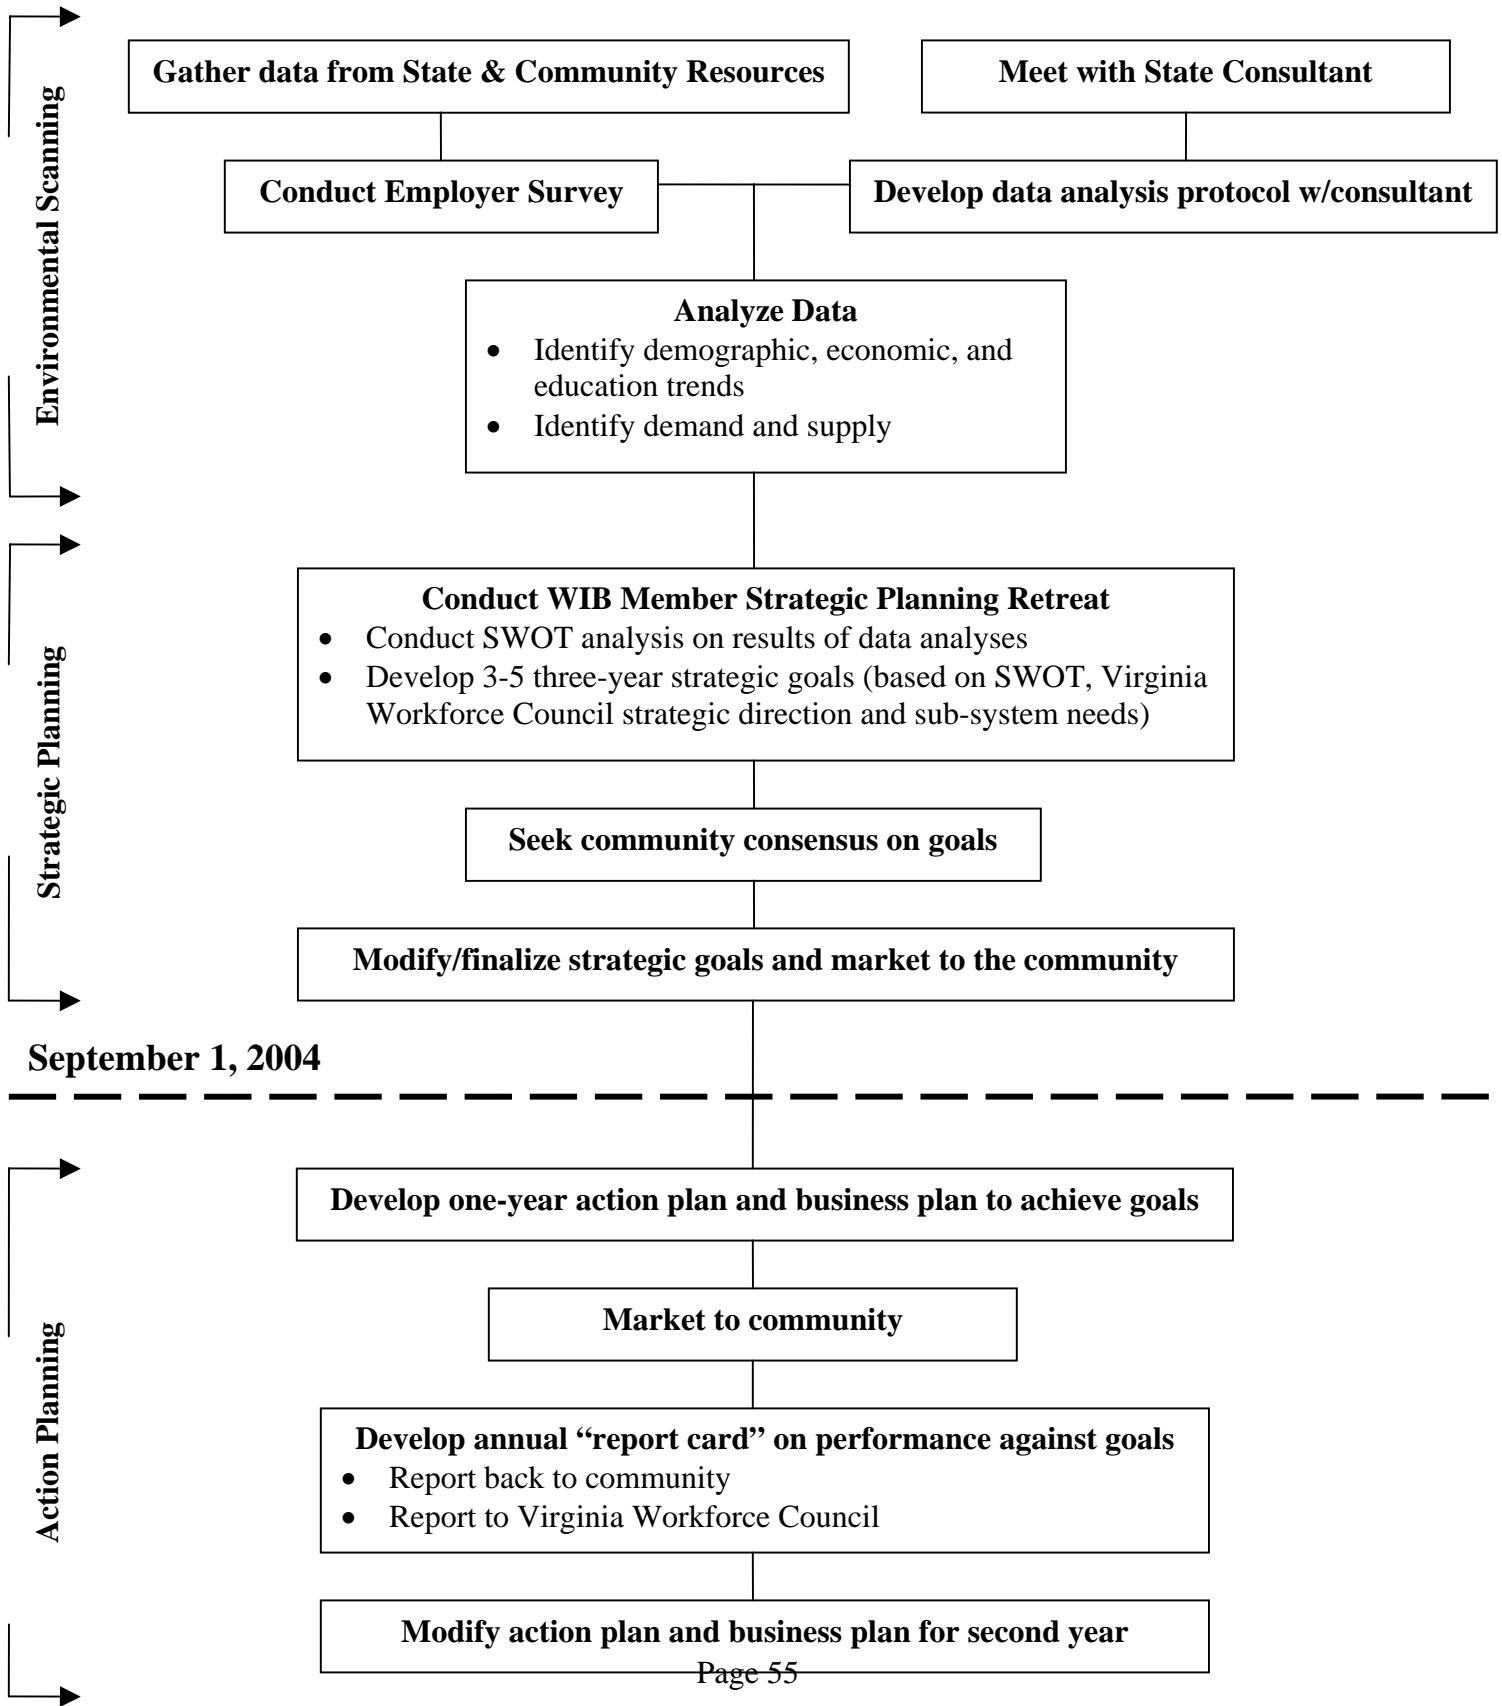 Gather data from State & Community Resources
Meet with State Consultant
Environmental Scanning
Conduct Employer Survey
Develop data analysis protocol w/consultant
Analyze Data
• Identify demographic, economic, and
education trends
• Identify demand and supply
Strategic Planning
Conduct WIB Member Strategic Planning Retreat
• Conduct SWOT analysis on results of data analyses
• Develop 3-5 three-year strategic goals (based on SWOT, Virginia
Workforce Council strategic direction and sub-system needs)
Seek community consensus on goals
Modify/finalize strategic goals and market to the community
September 1, 2004
Action Planning
Develop one-year action plan and business plan to achieve goals
Market to community
Develop annual “report card” on performance against goals
• Report back to community
• Report to Virginia Workforce Council
Modify action plan and business plan for second year
Page 55